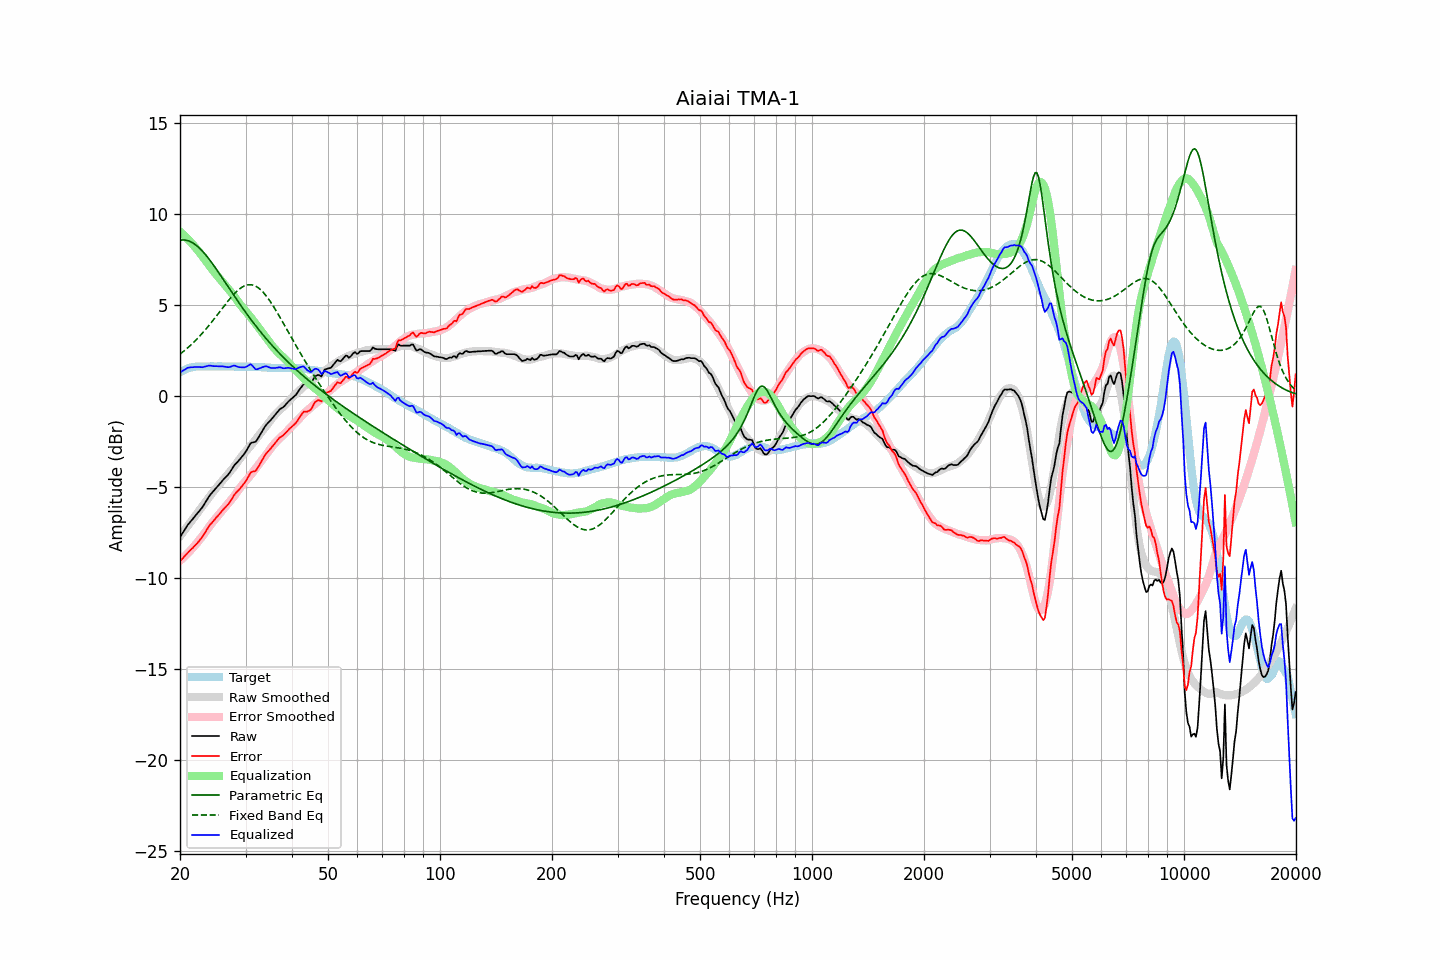 Aiaiai TMA-1
Amplitude (dBr)
15
10
5
0
−5
−10
−15
−20
−25
Target
Raw Smoothed
Error Smoothed
Raw
Error
Equalization
Parametric Eq
Fixed Band Eq
Equalized
20 50 100 200 500 1000 2000 5000 10000 20000
Frequency (Hz)